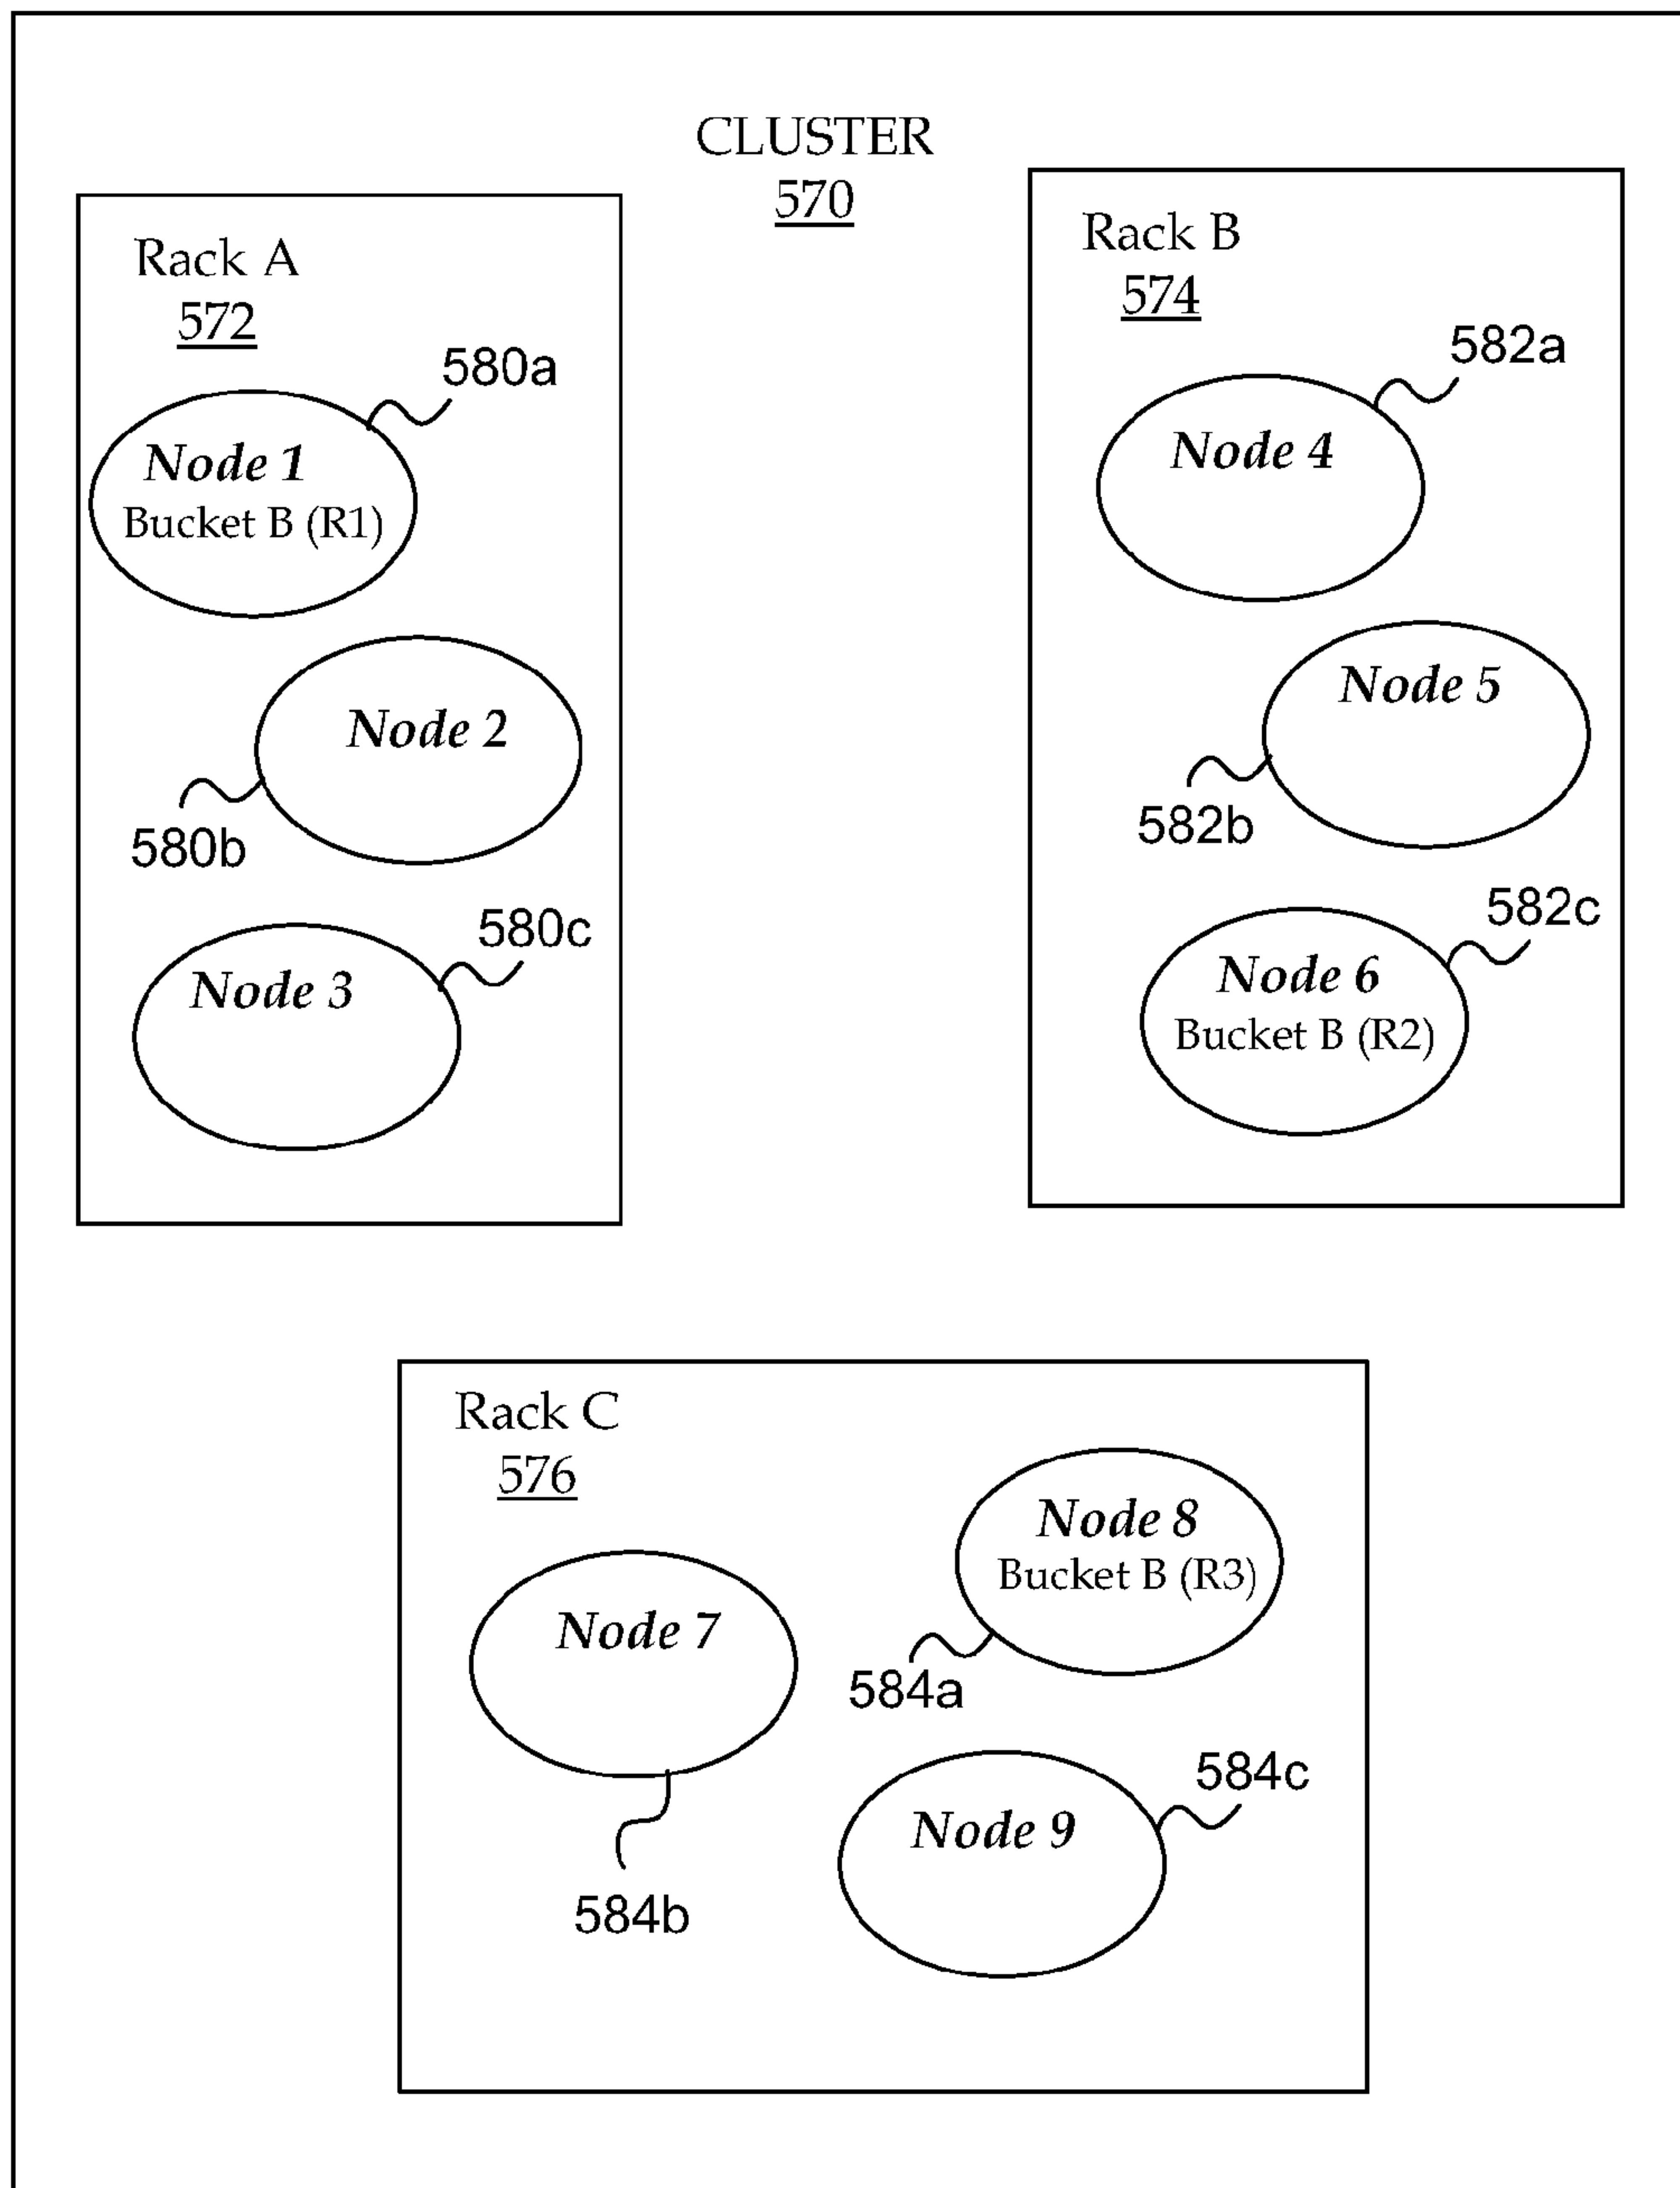 CLUSTER
570
Rack A
572
580a
Node 1
Bucket B (R1)
Node 2
580b
580c
Node 3
Rack B
574
582a
Node 4
Node 5
582b
582c
Node 6
Bucket B (R2)
Rack C
576
Node 8
Bucket B (R3)
584a
Node 7
584b
584c
Node 9